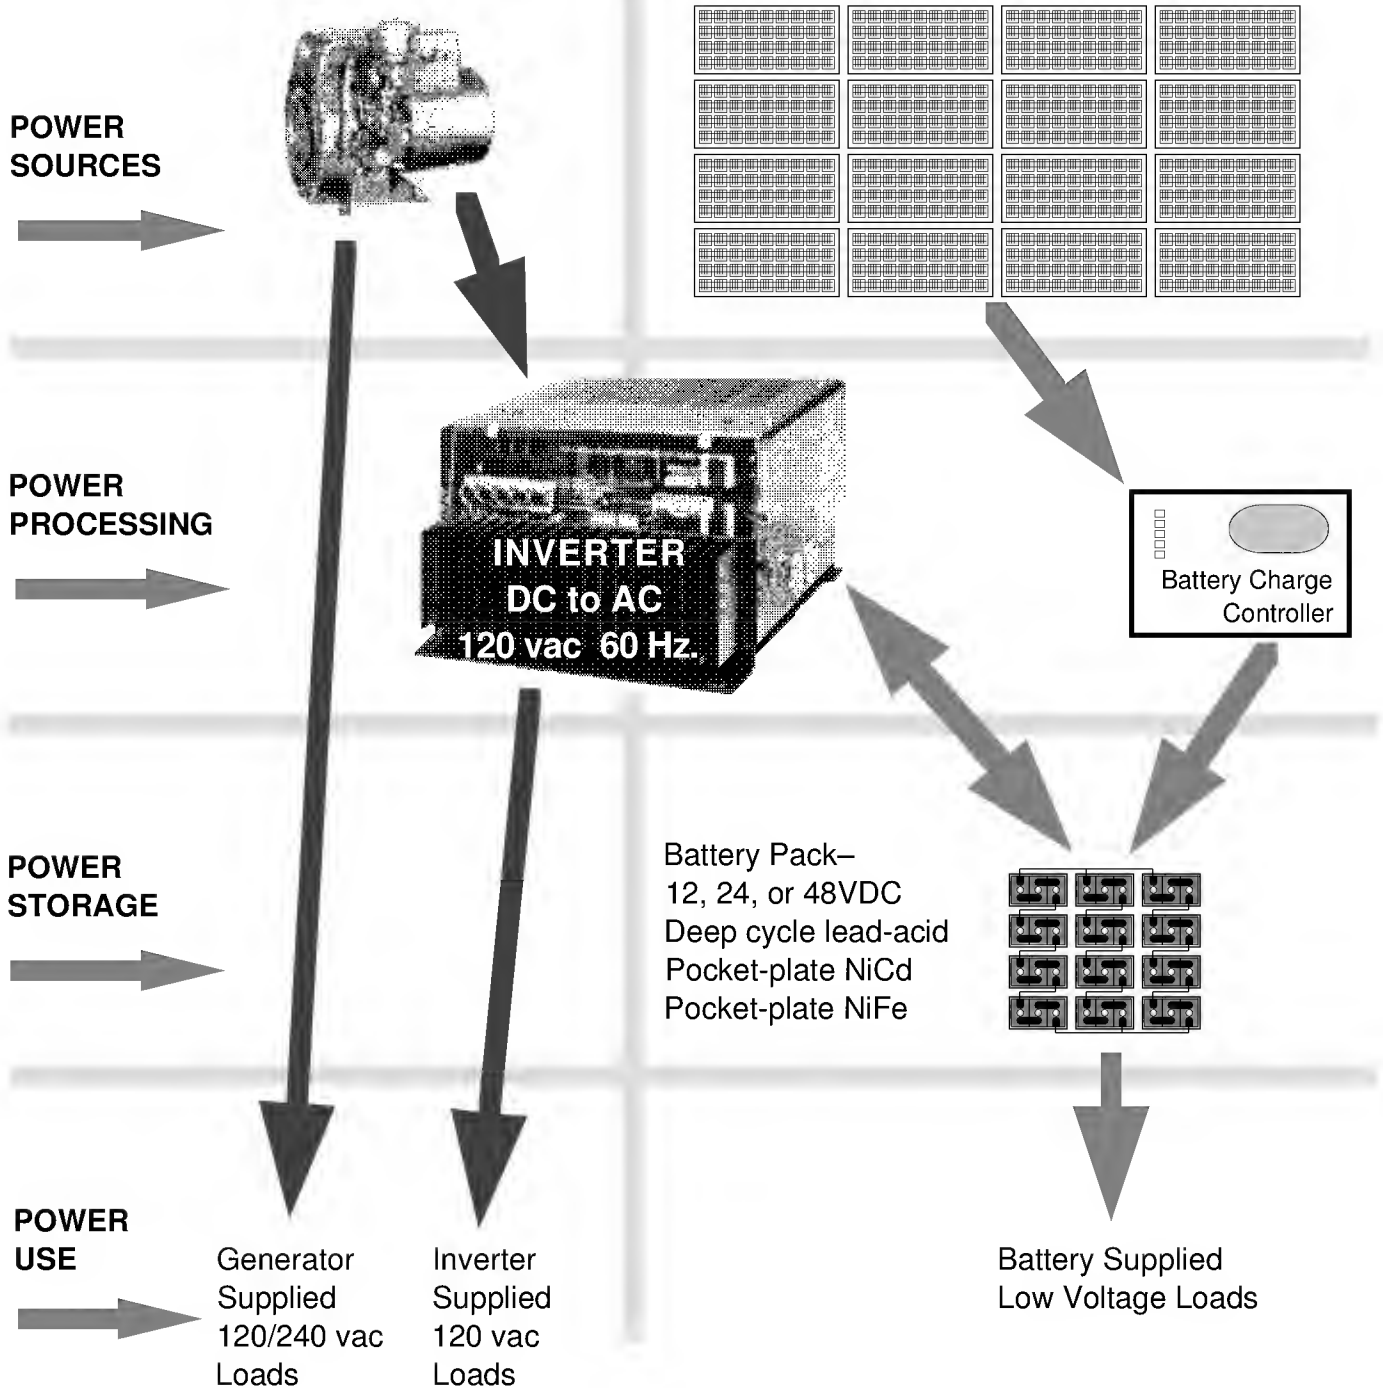 POWER
SOURCES
POWER
PROCESSING
INVERTER
DC to AC
120 vac 60 Hz.
Battery Charge
Controller
POWER
STORAGE
Battery Pack–
12, 24, or 48VDC
Deep cycle lead-acid
Pocket-plate NiCd
Pocket-plate NiFe
POWER
USE
Generator
Supplied
120/240 vac
Loads
Inverter
Supplied
120 vac
Loads
Battery Supplied
Low Voltage Loads